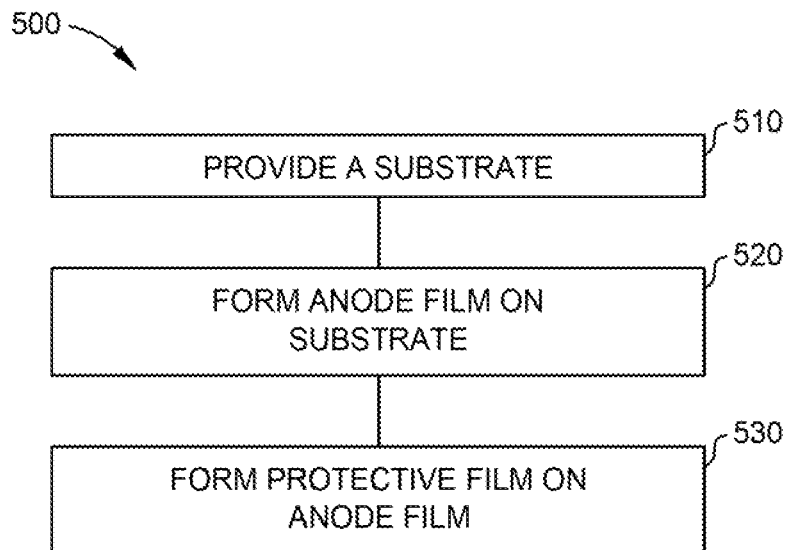 500
510
PROVIDE A SUBSTRATE
520
FORM ANODE FILM ON
SUBSTRATE
530
FORM PROTECTIVE FILM ON
ANODE FILM